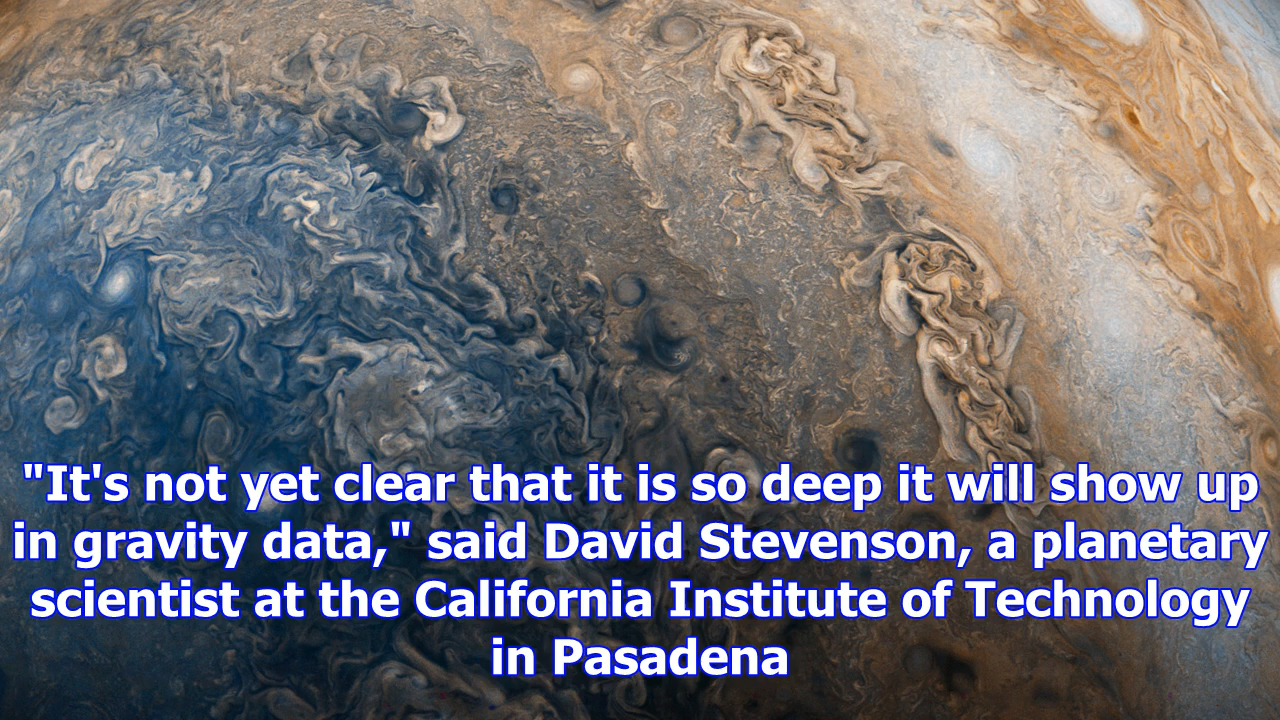 "It's not yet clear that it is so deep it will show up
in gravity data," said David Stevenson, a planetary
scientist at the California Institute of Technology
in Pasadena